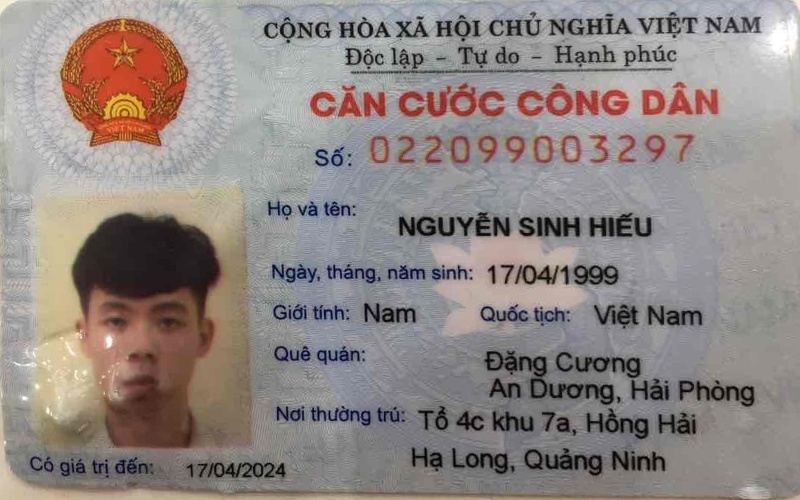 CỘNG HÒA XÃ HỘI CHỦ NGHĨA VIỆT NAM
Độc lập - Tự do - Hạnh phúc
CĂN CƯỚC CÔNG DÂN
Số: 022099003297
Họ và tên: NGUYỄN SINH HIẾU
Ngày, tháng, năm sinh: 17/04/1999
Giới tính: Nam Quốc tịch: Việt Nam
Quê quán: Đặng Cương
An Dương, Hải Phòng
Nơi thường trú: Tổ 4c khu 7a, Hồng Hải
Hạ Long, Quảng Ninh
Có giá trị đến: 17/04/2024
VIỆT NAM